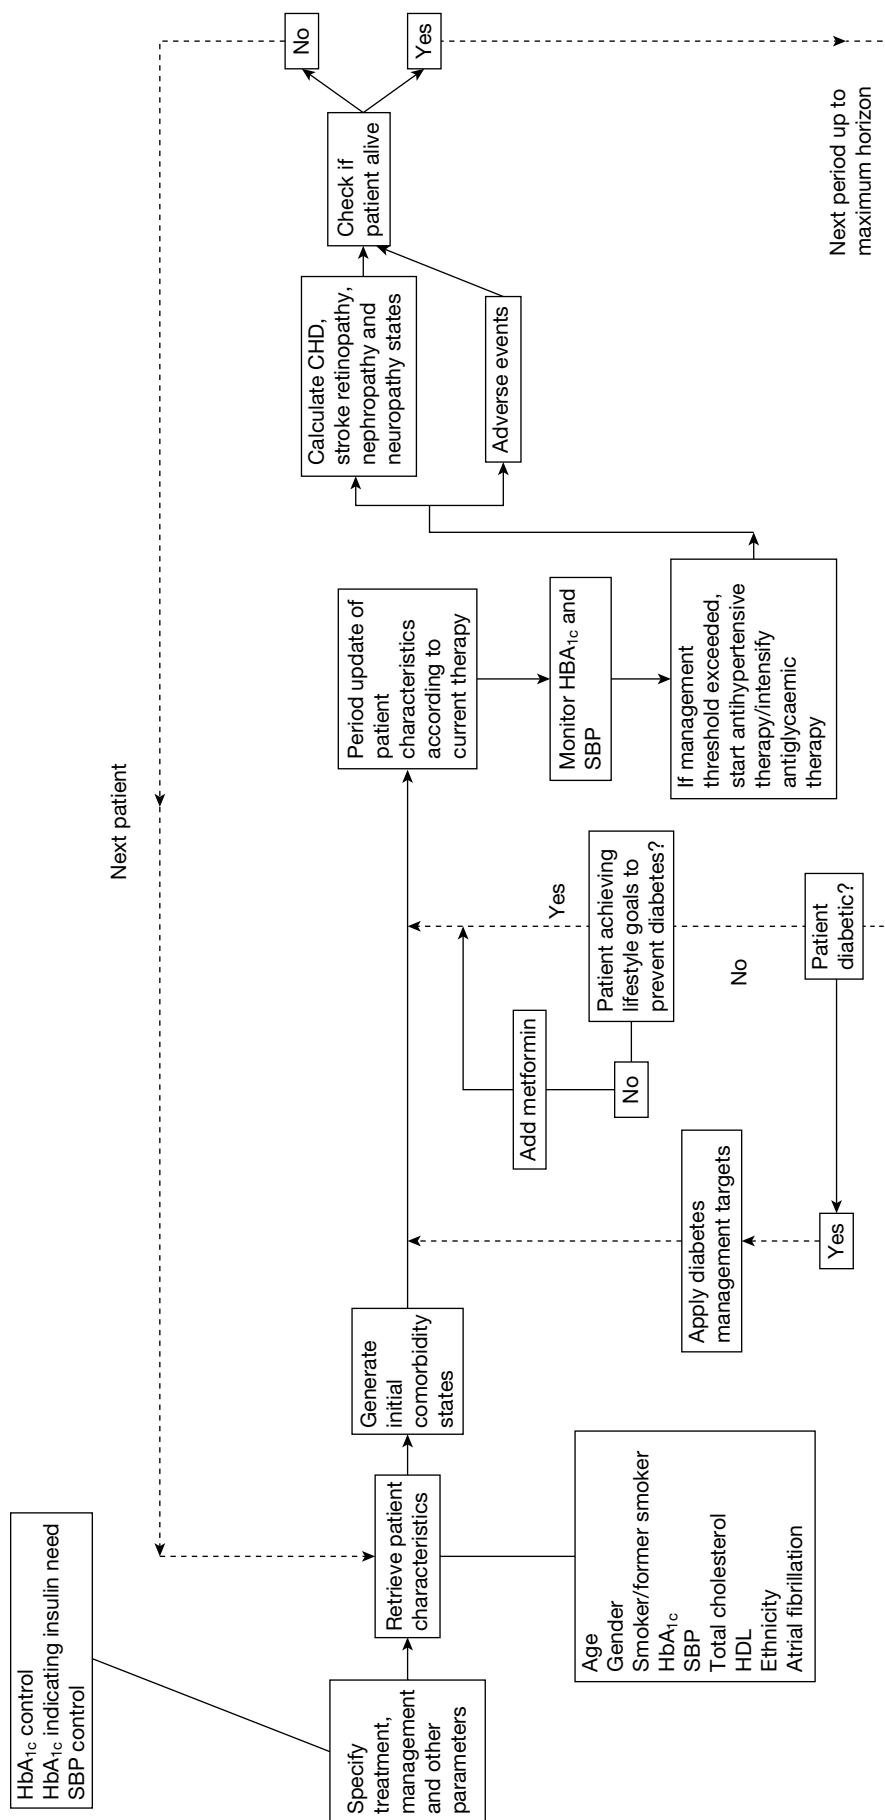 HbA1c control
HbA1c indicating insulin need
SBP control
Specify
treatment,
management
and other
parameters
Retrieve patient
characteristics
Age
Gender
Smoker/former smoker
HbA1c
SBP
Total cholesterol
HDL
Ethnicity
Atrial fibrillation
Generate
initial
comorbidity
states
Next patient
Apply diabetes
management targets
Yes
Add metformin
No
Patient achieving
lifestyle goals to
prevent diabetes?
Yes
No
Patient
diabetic?
Period update of
patient
characteristics
according to
current therapy
Monitor HBA1c and
SBP
If management
threshold exceeded,
start antihypertensive
therapy/intensify
antiglycaemic
therapy
Calculate CHD,
stroke retinopathy,
nephropathy and
neuropathy states
Adverse events
Check if
patient alive
No
Yes
Next period up to
maximum horizon